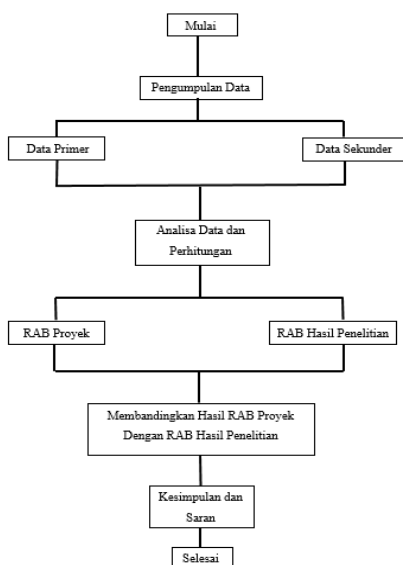 Mulai
Pengumpulan Data
Data Primer
Data Sekunder
Analisa Data dan
Perhitungan
RAB Proyek
RAB Hasil Penelitian
Membandingkan Hasil RAB Proyek
Dengan RAB Hasil Penelitian
Kesimpulan dan
Saran
Selesai